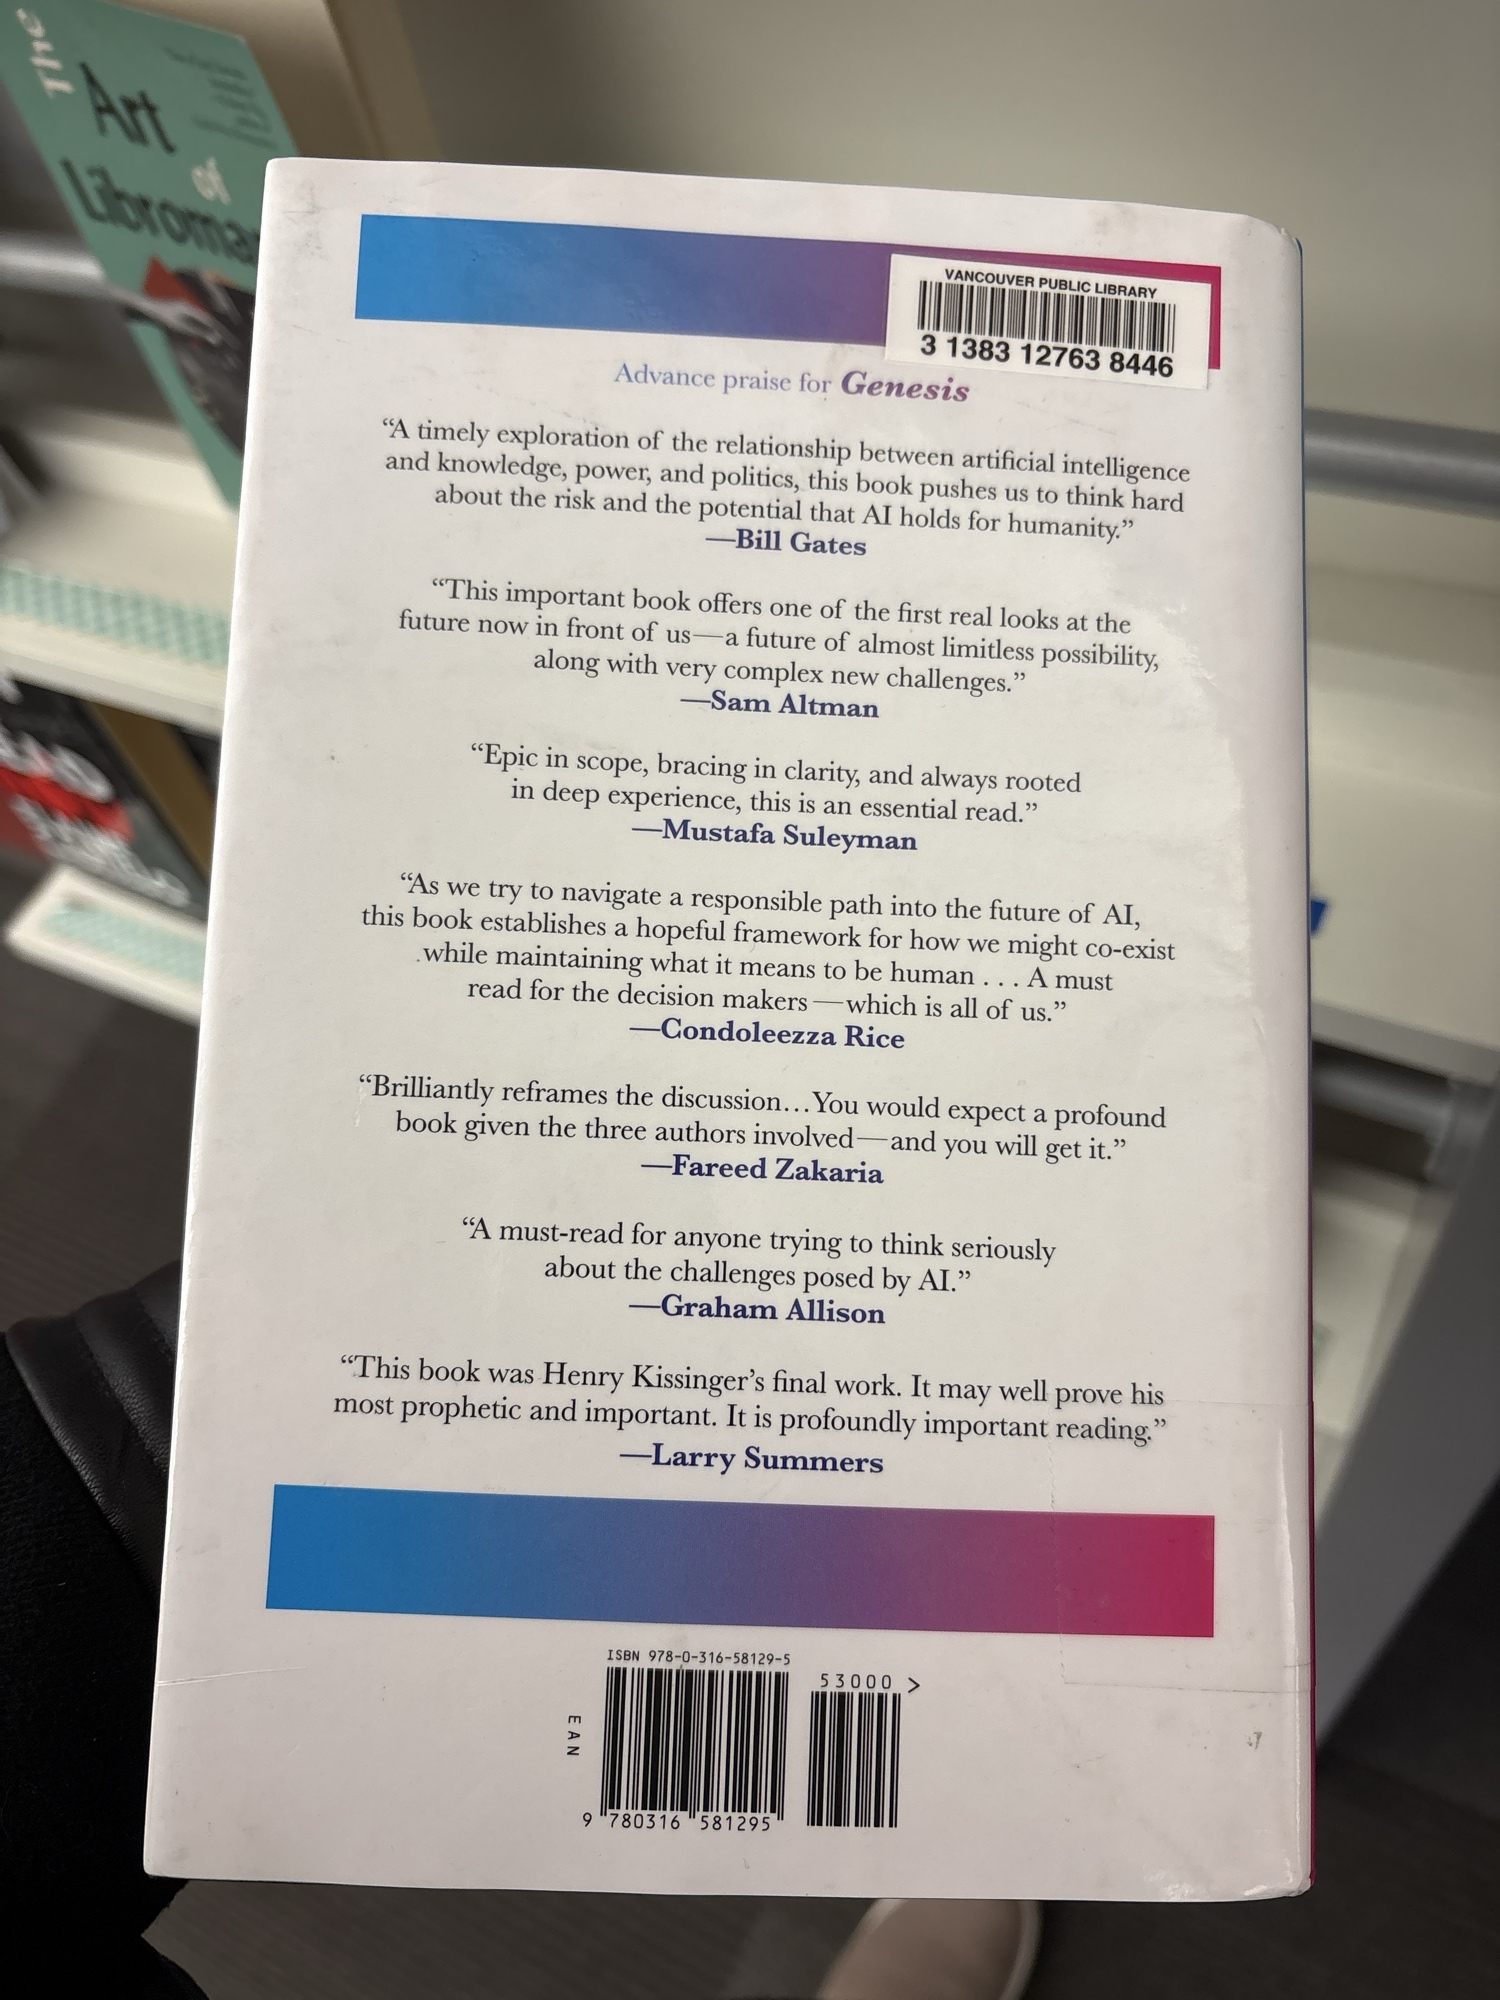 The
Art
of
VANCOUVER PUBLIC LIBRARY
3 1383 12763 8446
Advance praise for Genesis
“A timely exploration of the relationship between artificial intelligence
and knowledge, power, and politics, this book pushes us to think hard
about the risk and the potential that AI holds for humanity.”
—Bill Gates
“This important book offers one of the first real looks at the
future now in front of us—a future of almost limitless possibility,
along with very complex new challenges.”
—Sam Altman
“Epic in scope, bracing in clarity, and always rooted
in deep experience, this is an essential read.”
—Mustafa Suleyman
“As we try to navigate a responsible path into the future of AI,
this book establishes a hopeful framework for how we might co-exist
while maintaining what it means to be human . . . A must
read for the decision makers—which is all of us.”
—Condoleezza Rice
“Brilliantly reframes the discussion...You would expect a profound
book given the three authors involved—and you will get it.”
—Fareed Zakaria
“A must-read for anyone trying to think seriously
about the challenges posed by AI.”
—Graham Allison
“This book was Henry Kissinger’s final work. It may well prove his
most prophetic and important. It is profoundly important reading.”
—Larry Summers
ISBN 978-0-316-58129-5
53000 >
EAN
9 780316 581295